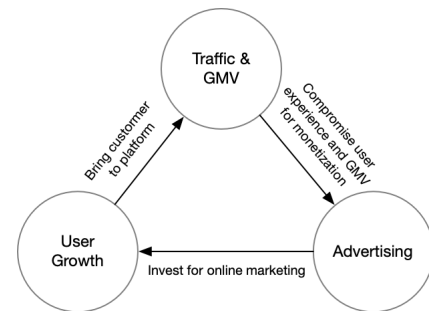 Traffic &
GMV
Bring custormer
to platform
Compromise user
experience and GMV
for monetization
User
Growth
Invest for online marketing
Advertising